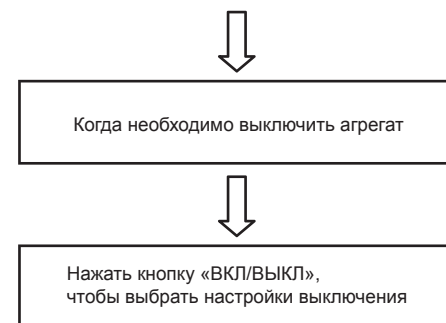 Когда необходимо выключить агрегат
Нажать кнопку «ВКЛ/ВЫКЛ»,
чтобы выбрать настройки выключения